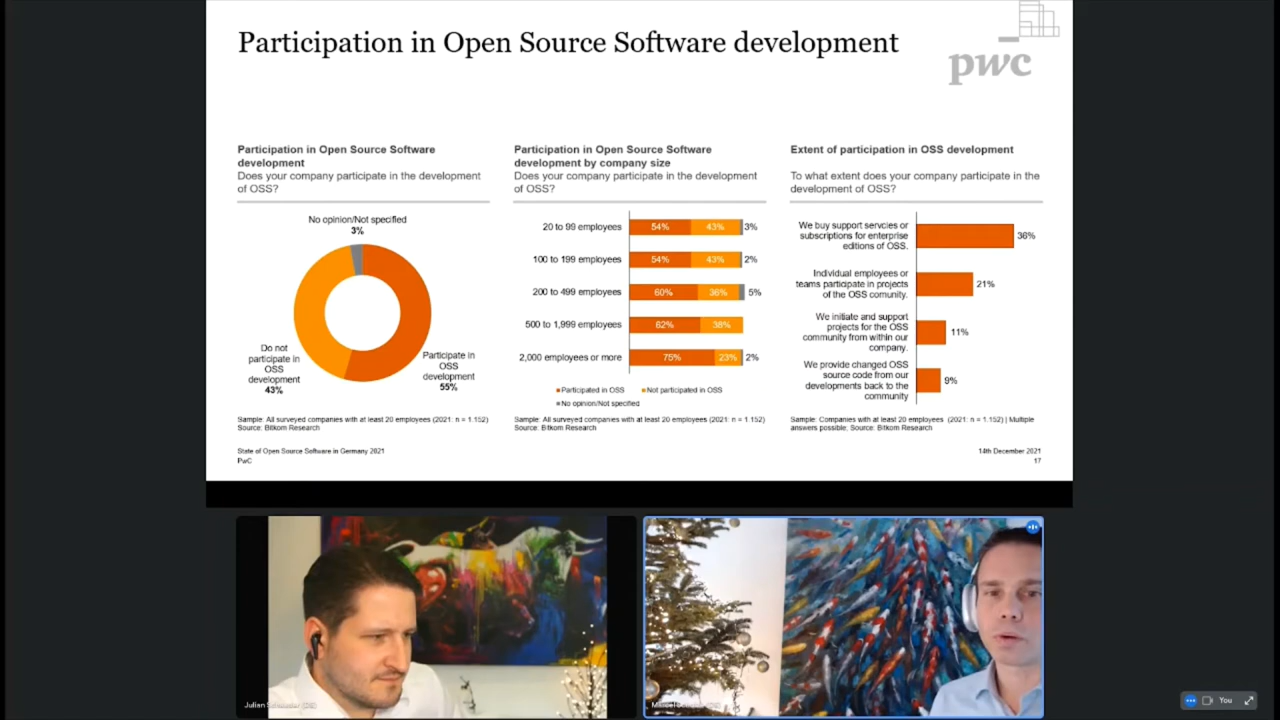 Participation in Open Source Software development
pwc
Participation in Open Source Software
development
Does your company participate in the development
of OSS?
No opinion/Not specified
3%
Do not
participate in
OSS
development
43%
Participate in
OSS
development
55%
Sample: All surveyed companies with at least 20 employees (2021: n = 1.152)
Source: Bitkom Research
Participation in Open Source Software
development by company size
Does your company participate in the development
of OSS?
20 to 99 employees 54% 43% 3%
100 to 199 employees 54% 43% 2%
200 to 499 employees 60% 36% 5%
500 to 1,999 employees 62% 38%
2,000 employees or more 75% 23% 2%
Participated in OSS Not participated in OSS
No opinion/Not specified
Sample: All surveyed companies with at least 20 employees (2021: n = 1.152)
Source: Bitkom Research
Extent of participation in OSS development
To what extent does your company participate in the
development of OSS?
We buy support servcies or
subscriptions for enterprise
editions of OSS.
36%
Individual employees or
teams participate in projects
of the OSS comunity.
21%
We initiate and support
projects for the OSS
community from within our
company.
11%
We provide changed OSS
source code from our
developments back to the
community
9%
Sample: Companies with at least 20 employees (2021: n = 1.152) | Multiple
answers possible; Source: Bitkom Research
State of Open Source Software in Germany 2021
PwC
14th December 2021
17
Julian
You